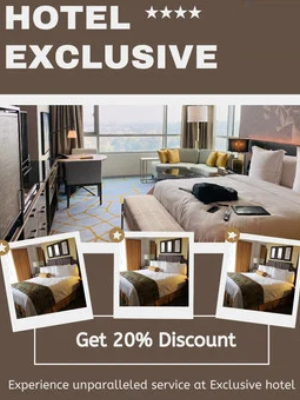 HOTEL ★★★★
EXCLUSIVE
Get 20% Discount
Experience unparalleled service at Exclusive hotel